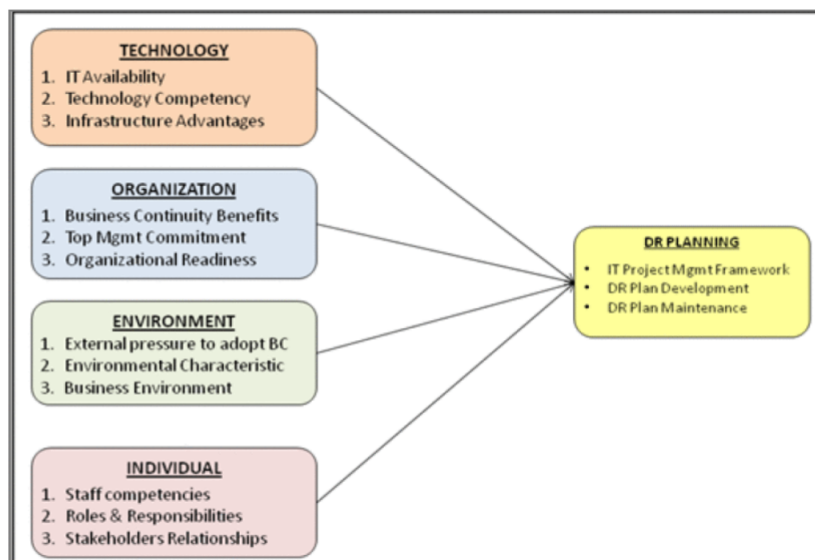 TECHNOLOGY
1. IT Availability
2. Technology Competency
3. Infrastructure Advantages
ORGANIZATION
1. Business Continuity Benefits
2. Top Mgmt Commitment
3. Organizational Readiness
ENVIRONMENT
1. External pressure to adopt BC
2. Environmental Characteristic
3. Business Environment
INDIVIDUAL
1. Staff competencies
2. Roles & Responsibilities
3. Stakeholders Relationships
DR PLANNING
• IT Project Mgmt Framework
• DR Plan Development
• DR Plan Maintenance